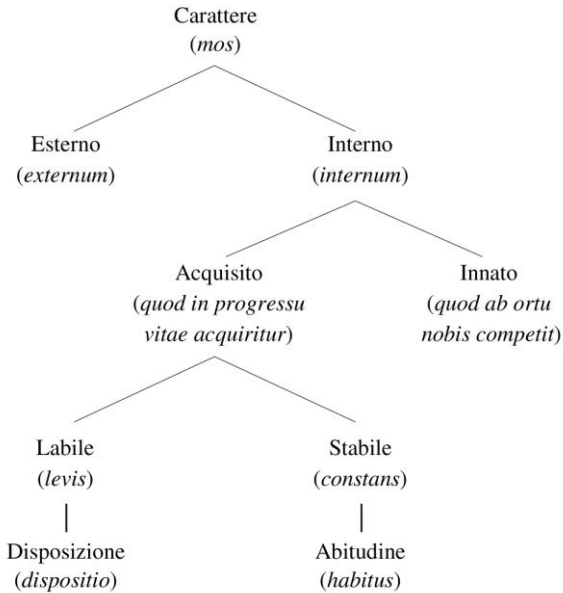 Carattere
(mos)
Esterno
(externum)
Interno
(internum)
Acquisito
(quod in progressu
vitae acquiritur)
Innato
(quod ab ortu
nobis competit)
Labile
(levis)
Stabile
(constans)
Disposizione
(dispositio)
Abitudine
(habitus)